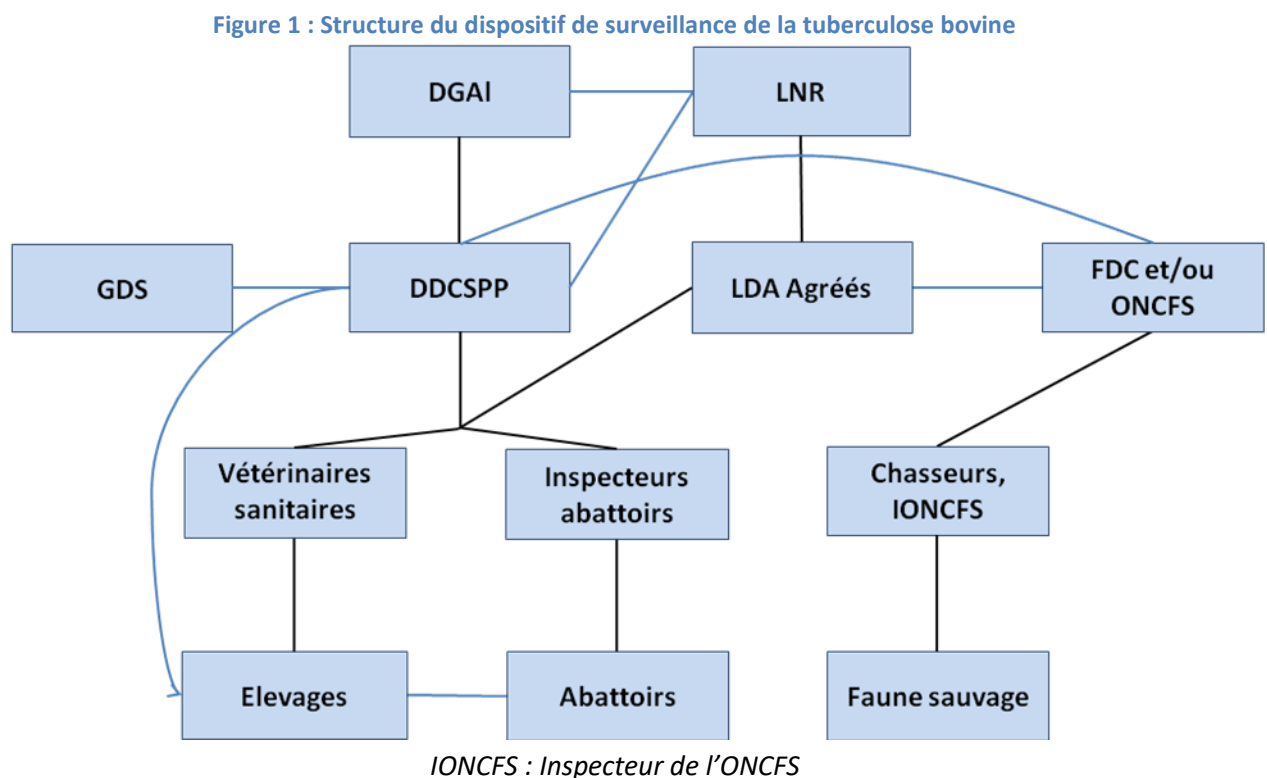 Figure 1 : Structure du dispositif de surveillance de la tuberculose bovine
DGAl
LNR
GDS
DDCSPP
LDA Agréés
FDC et/ou
ONCFS
Vétérinaires
sanitaires
Inspecteurs
abattoirs
Chasseurs,
IONCFS
Elevages
Abattoirs
Faune sauvage
IONCFS : Inspecteur de l'ONCFS